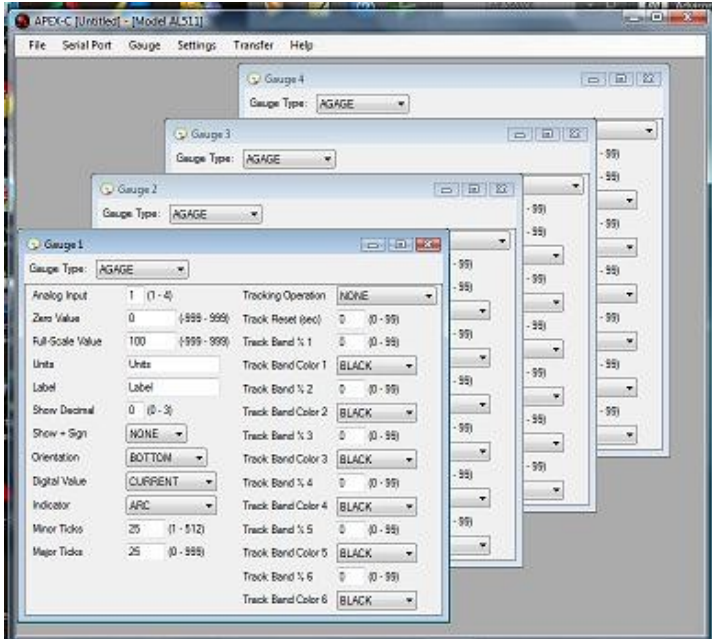 APEX-C [Untitled] - [Model AL511]
File Serial Port Gauge Settings Transfer Help
Gauge 4
Gauge Type: AGAGE
Gauge 3
Gauge Type: AGAGE
Gauge 2
Gauge Type: AGAGE
Gauge 1
Gauge Type: AGAGE
Analog Input 1 (1 - 4) Tracking Operation NONE
Zero Value 0 (-999 - 999) Track Reset (sec) 0 (0 - 99)
Full-Scale Value 100 (-999 - 999) Track Band % 1 0 (0 - 99)
Units Units Track Band Color 1 BLACK
Label Label Track Band % 2 0 (0 - 99)
Show Decimal 0 (0 - 3) Track Band Color 2 BLACK
Show + Sign NONE Track Band % 3 0 (0 - 99)
Orientation BOTTOM Track Band Color 3 BLACK
Digital Value CURRENT Track Band % 4 0 (0 - 99)
Indicator ARC Track Band Color 4 BLACK
Minor Ticks 25 (1 - 512) Track Band % 5 0 (0 - 99)
Major Ticks 25 (0 - 999) Track Band Color 5 BLACK
Track Band % 6 0 (0 - 99)
Track Band Color 6 BLACK